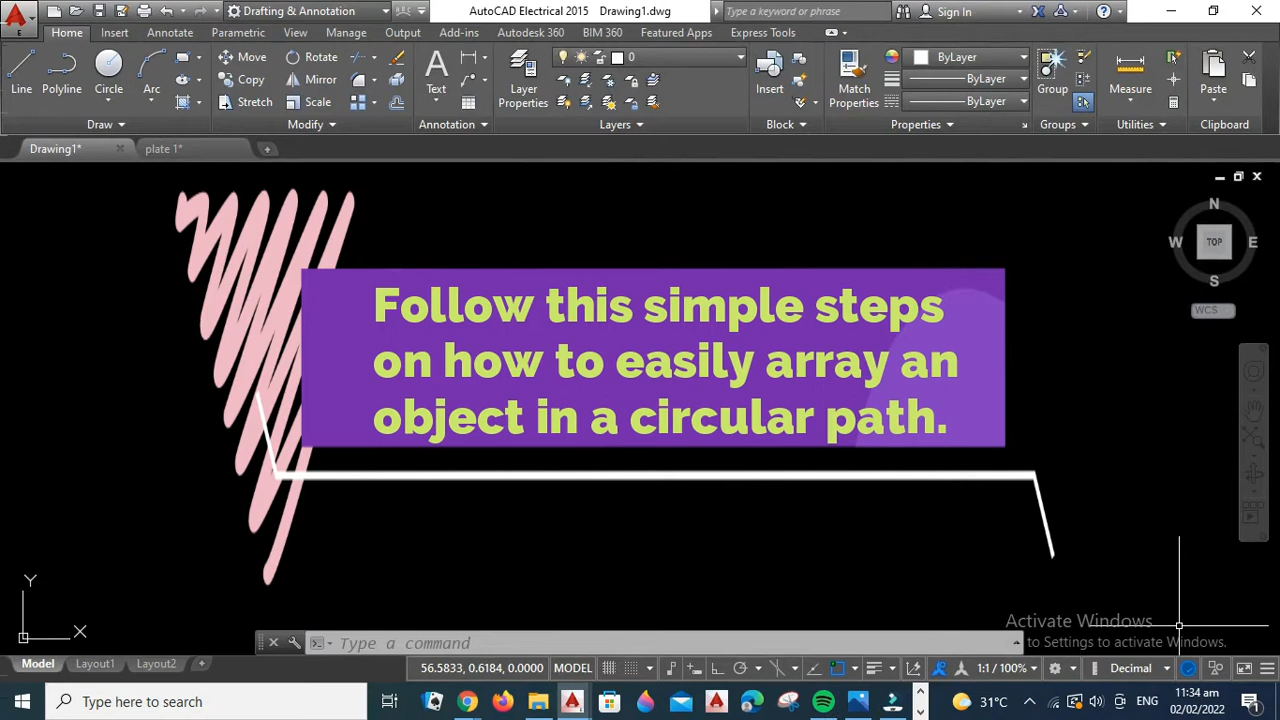 Drafting & Annotation
AutoCAD Electrical 2015 Drawing1.dwg
Type a keyword or phrase
Sign In
Home Insert Annotate Parametric View Manage Output Add-ins Autodesk 360 BIM 360 Featured Apps Express Tools
Line Polyline Circle Arc
Move Rotate
Copy Mirror
Stretch Scale
Text
Layer Properties
0
Insert
Match Properties
ByLayer
ByLayer
ByLayer
Group
Measure
Paste
Draw Modify Annotation Layers Block Properties Groups Utilities Clipboard
Drawing1* plate 1*
N
W TOP E
S
WCS
Follow this simple steps
on how to easily array an
object in a circular path.
Y
X
Activate Windows
to Settings to activate Windows.
Type a command
Model Layout1 Layout2
56.5833, 0.6184, 0.0000 MODEL 1:1 / 100% Decimal
Type here to search
31°C ENG
11:34 am
02/02/2022